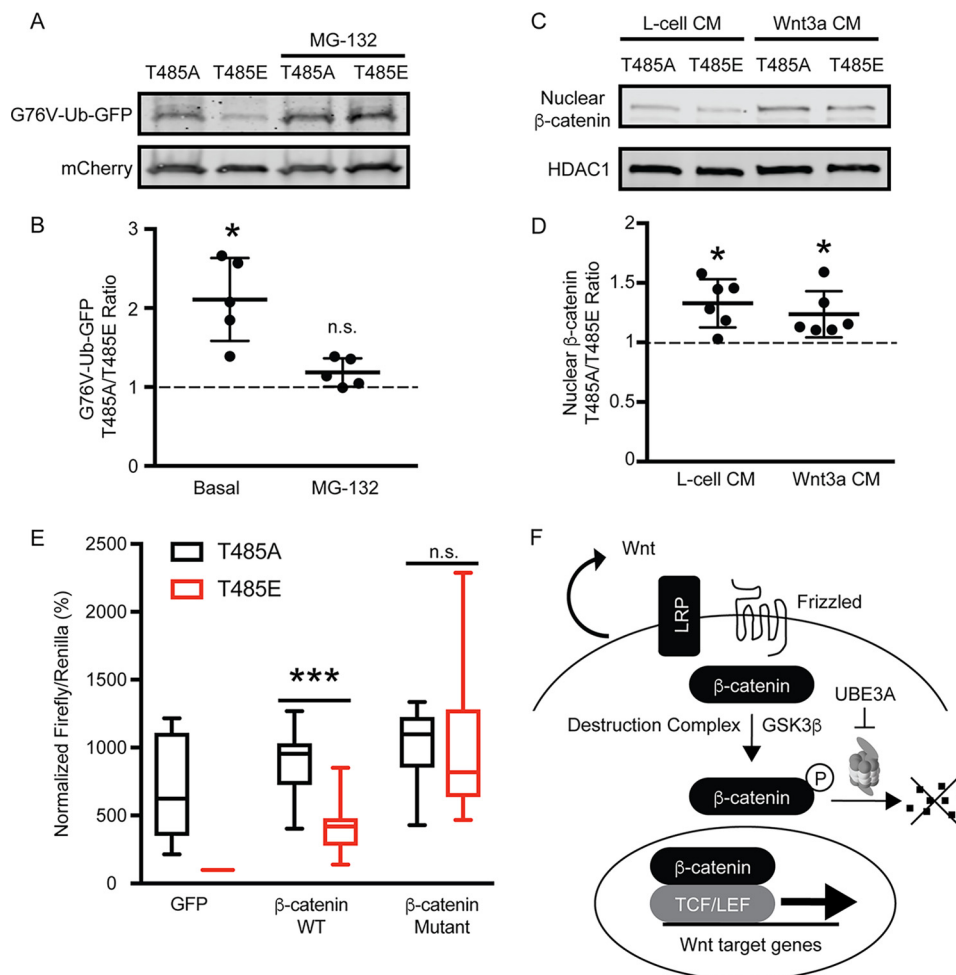 A
MG-132
T485A T485E T485A T485E
G76V-Ub-GFP
mCherry
B
G76V-Ub-GFP
T485A/T485E Ratio
3
2
1
0
*
n.s.
Basal MG-132
C
L-cell CM Wnt3a CM
T485A T485E T485A T485E
Nuclear
β-catenin
HDAC1
D
Nuclear β-catenin
T485A/T485E Ratio
2
1.5
1
0.5
0
* *
L-cell CM Wnt3a CM
E
Normalized Firefly/Renilla (%)
2500
2000
1500
1000
500
0
T485A
T485E
***
n.s.
GFP β-catenin β-catenin
WT Mutant
F
Wnt
LRP
Frizzled
β-catenin
UBE3A
Destruction Complex GSK3β
P
β-catenin
β-catenin
TCF/LEF
Wnt target genes